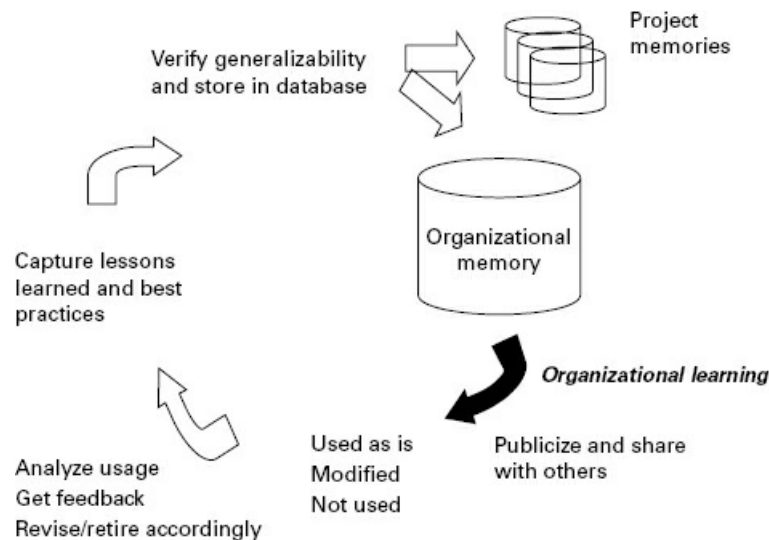 Project
memories
Verify generalizability
and store in database
Organizational
memory
Capture lessons
learned and best
practices
Organizational learning
Publicize and share
with others
Used as is
Modified
Not used
Analyze usage
Get feedback
Revise/retire accordingly